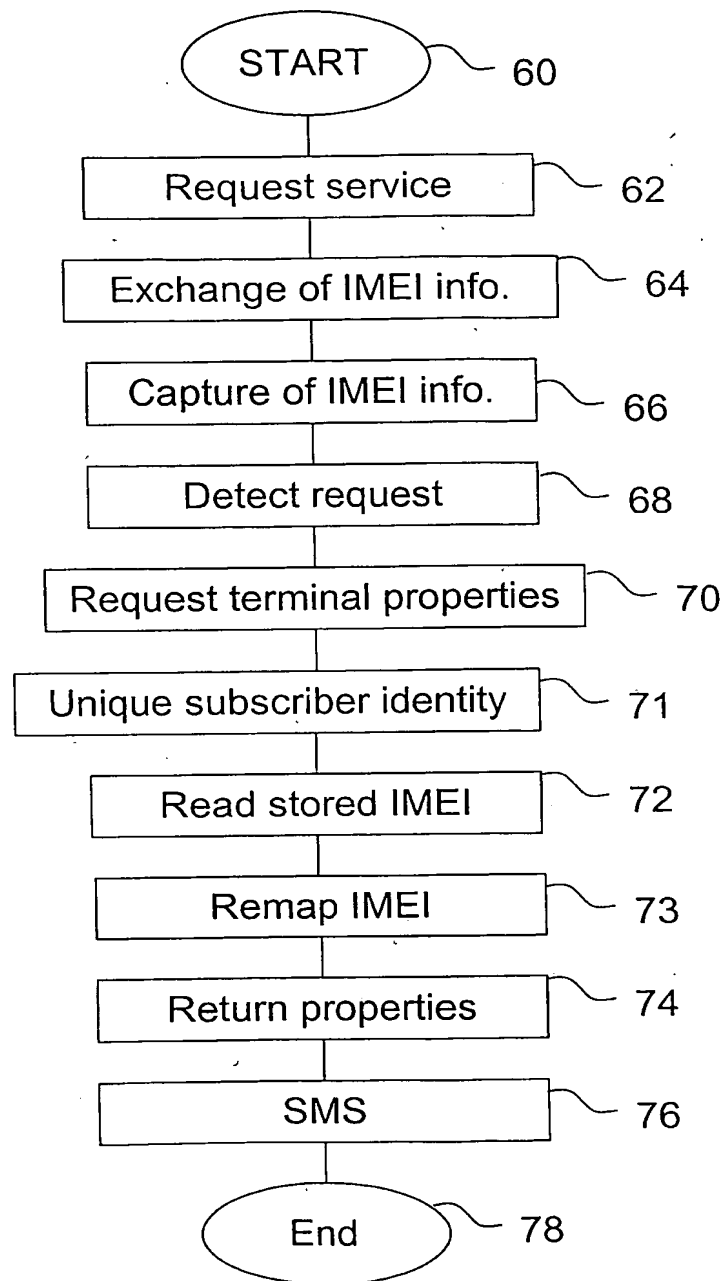 START 60
Request service 62
Exchange of IMEI info. 64
Capture of IMEI info. 66
Detect request 68
Request terminal properties 70
Unique subscriber identity 71
Read stored IMEI 72
Remap IMEI 73
Return properties 74
SMS 76
End 78